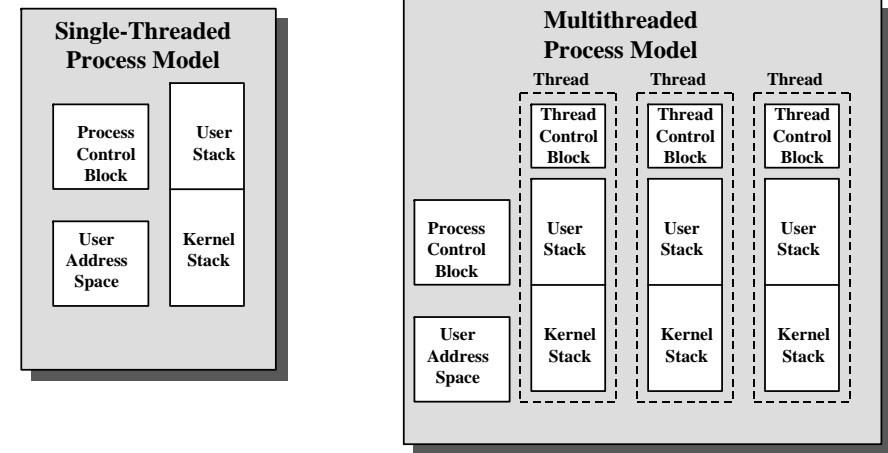 Single-Threaded
Process Model
Process
Control
Block
User
Stack
User
Address
Space
Kernel
Stack
Multithreaded
Process Model
Thread
Thread
Thread
Thread
Control
Block
Thread
Control
Block
Thread
Control
Block
Process
Control
Block
User
Stack
User
Stack
User
Stack
User
Address
Space
Kernel
Stack
Kernel
Stack
Kernel
Stack